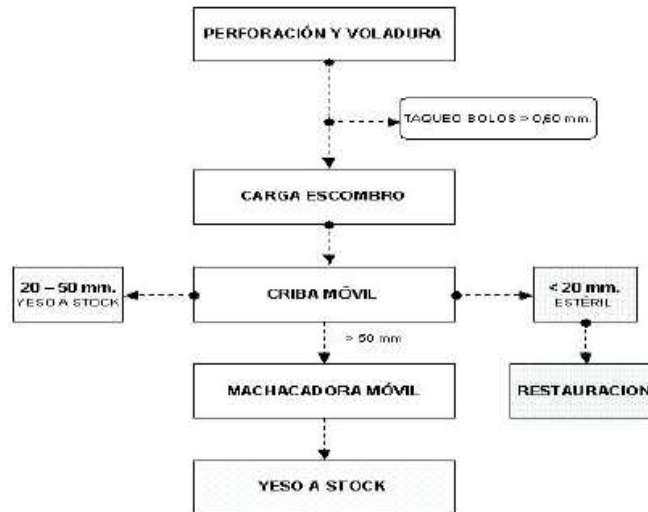 PERFORACIÓN Y VOLADURA
TAQUEO BOLOS > 0,60 mm.
CARGA ESCOMBRO
20 – 50 mm.
YESO A STOCK
CRIBA MÓVIL
< 20 mm.
ESTÉRIL
> 50 mm
MACHACADORA MÓVIL
RESTAURACION
YESO A STOCK